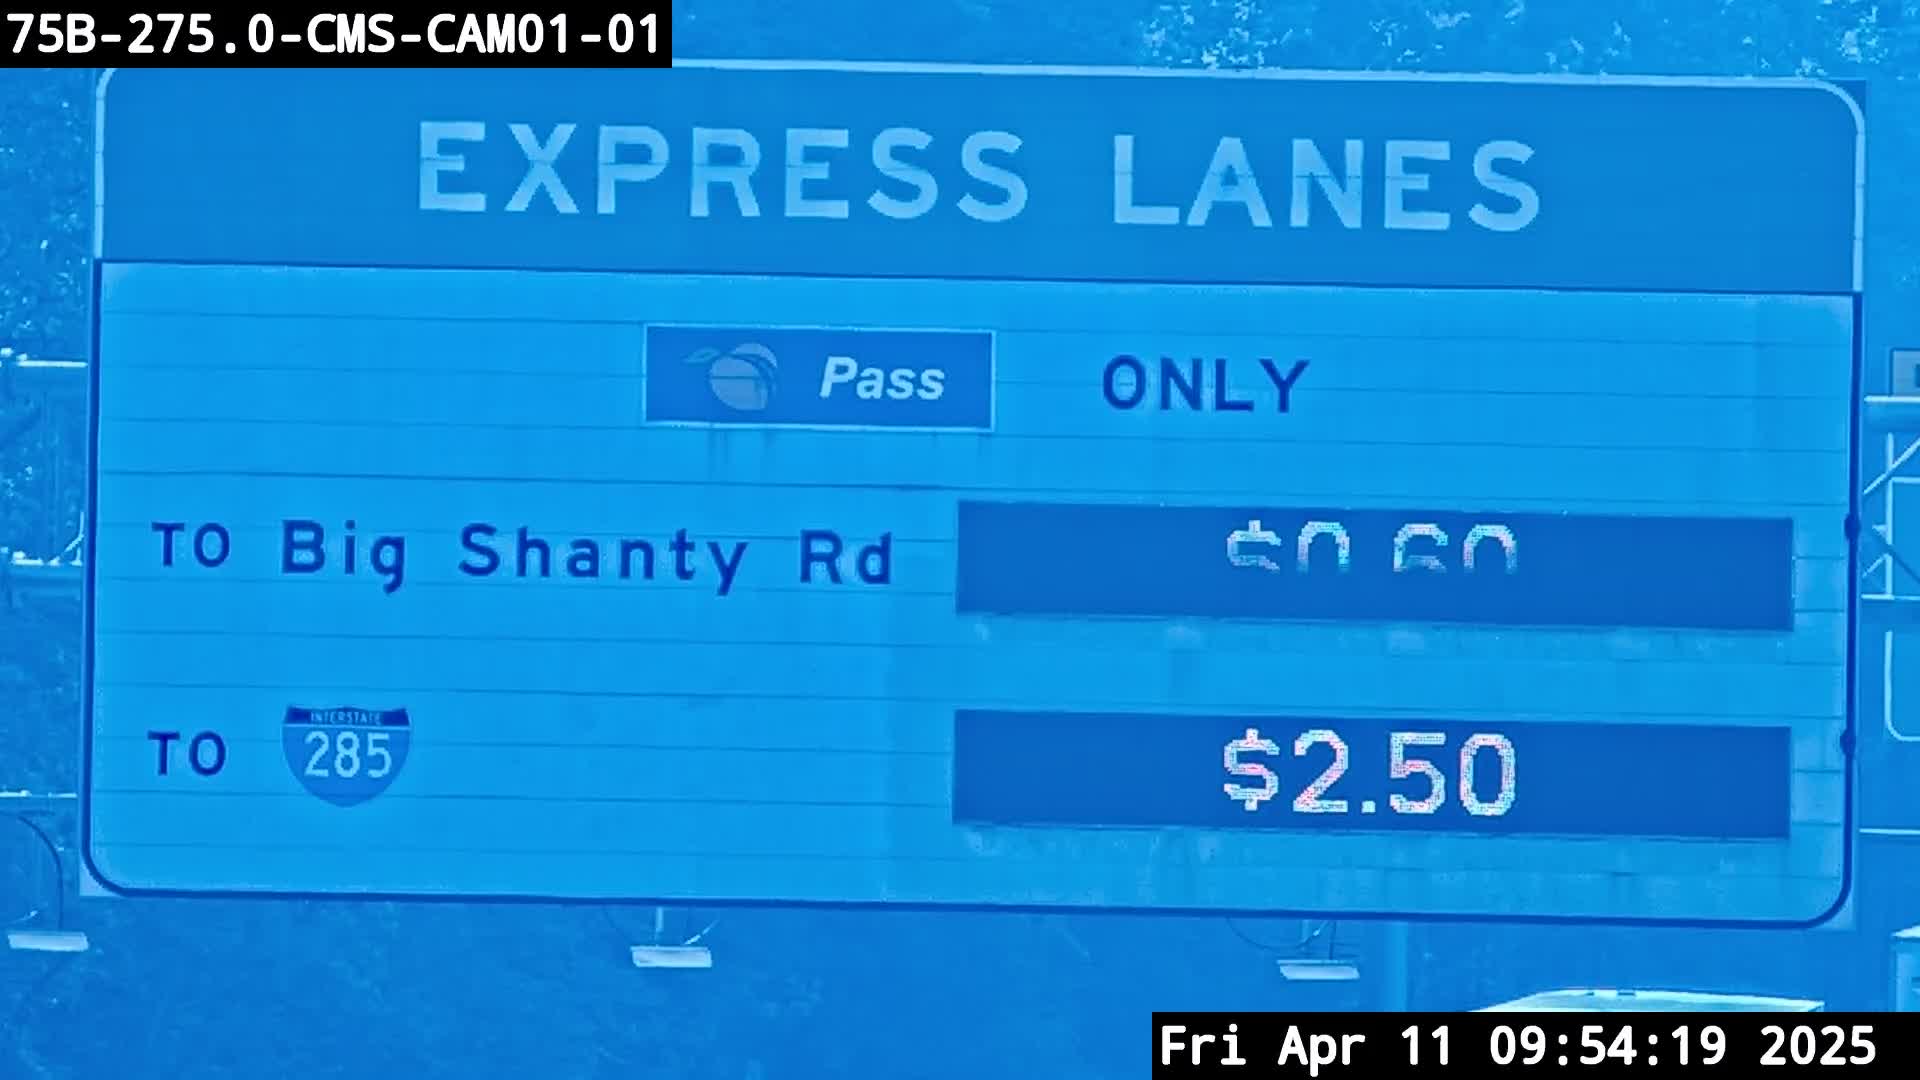 75B-275.0-CMS-CAM01-01
EXPRESS LANES
Pass ONLY
TO Big Shanty Rd
TO INTERSTATE 285 $2.50
Fri Apr 11 09:54:19 2025